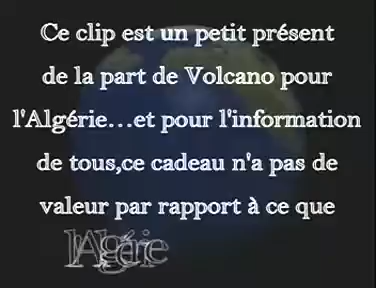 Ce clip est un petit présent
de la part de Volcano pour
l'Algérie...et pour l'information
de tous,ce cadeau n'a pas de
valeur par rapport à ce que
l'Algérie